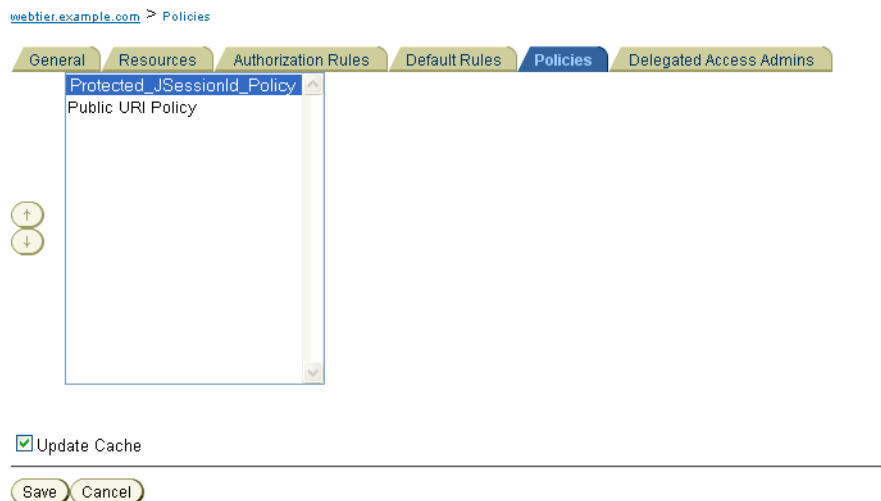 webtier.example.com > Policies
General Resources Authorization Rules Default Rules Policies Delegated Access Admins
Protected_JSessionId_Policy
Public URI Policy
Update Cache
Save Cancel